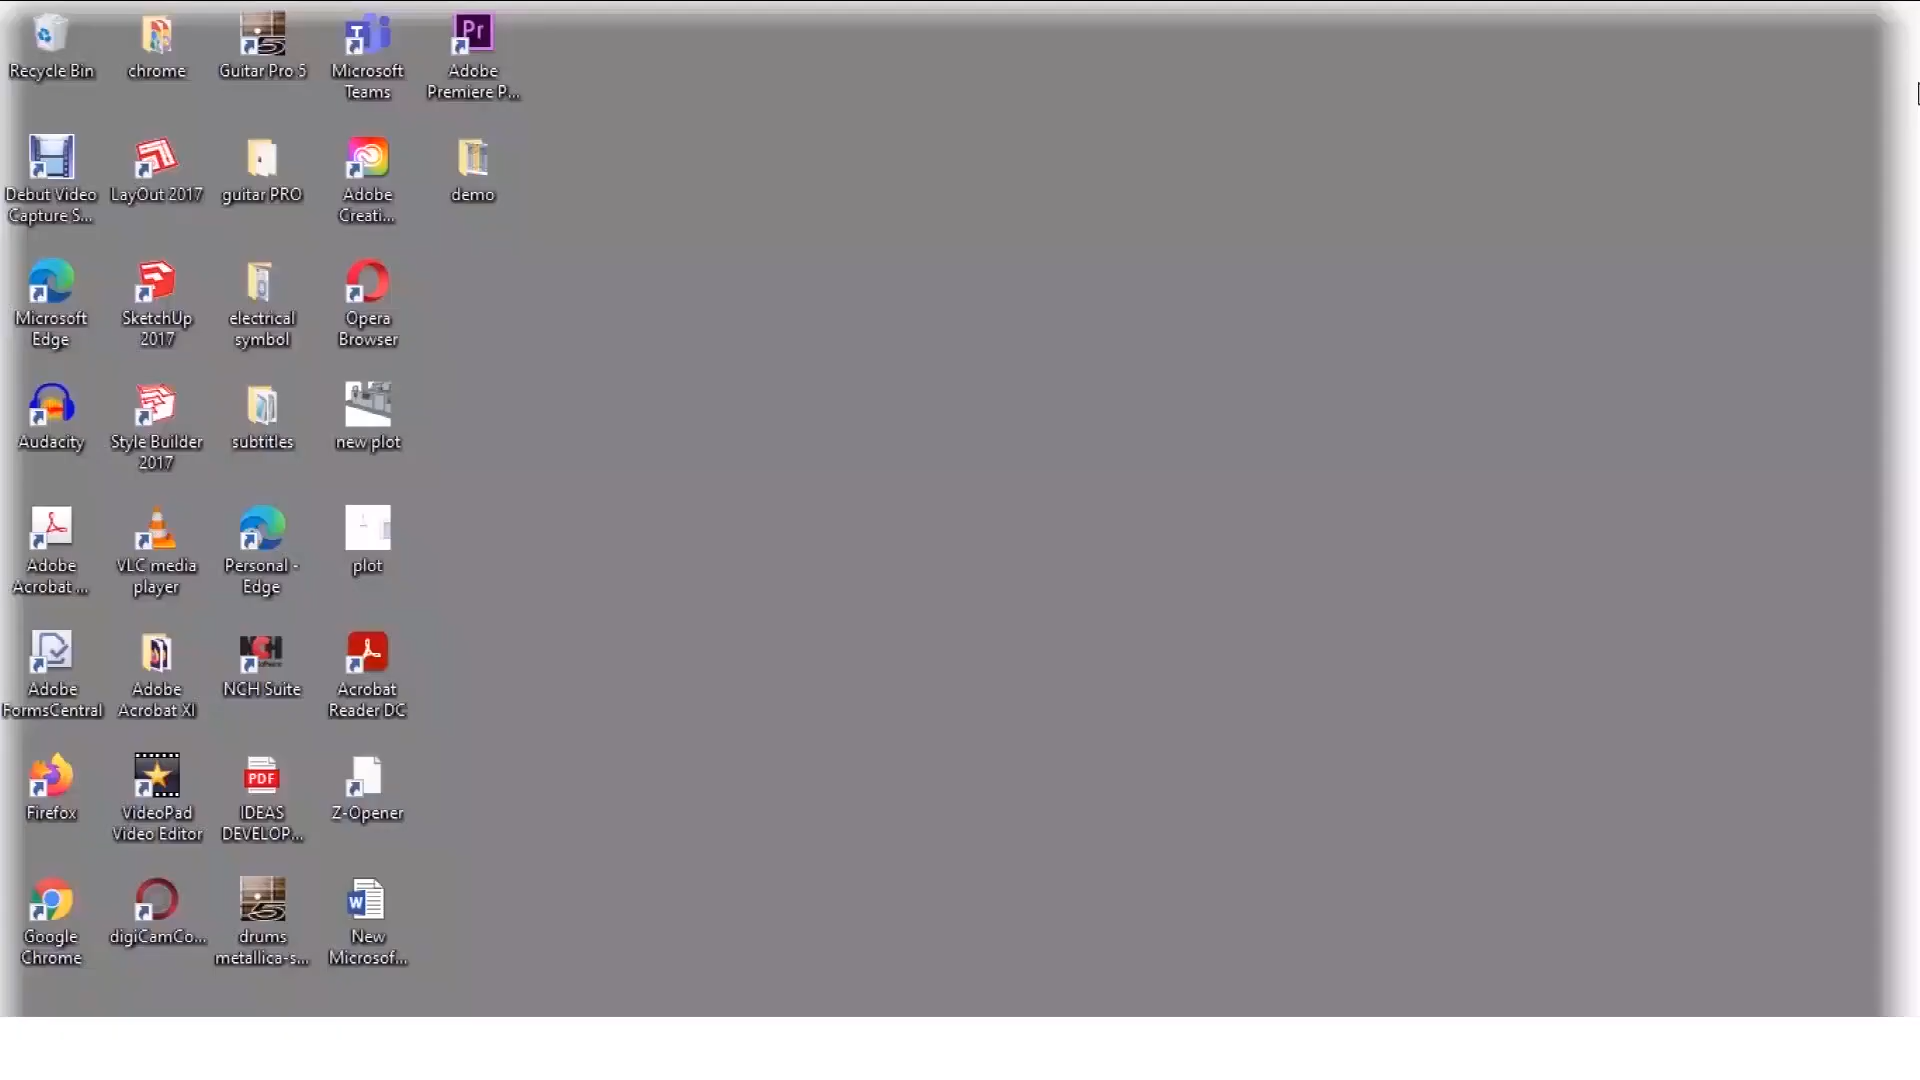 Recycle Bin
chrome
Guitar Pro 5
Microsoft
Teams
Pr
Adobe
Premiere P...
Debut Video
Capture S...
LayOut 2017
guitar PRO
Adobe
Creati...
demo
Microsoft
Edge
SketchUp
2017
electrical
symbol
Opera
Browser
Audacity
Style Builder
2017
subtitles
new plot
Adobe
Acrobat ...
VLC media
player
Personal -
Edge
plot
Adobe
FormsCentral
Adobe
Acrobat XI
NCH
NCH Suite
Acrobat
Reader DC
Firefox
VideoPad
Video Editor
PDF
IDEAS
DEVELOP...
Z-Opener
Google
Chrome
digiCamCo...
drums
metallica-s...
W
New
Microsof...